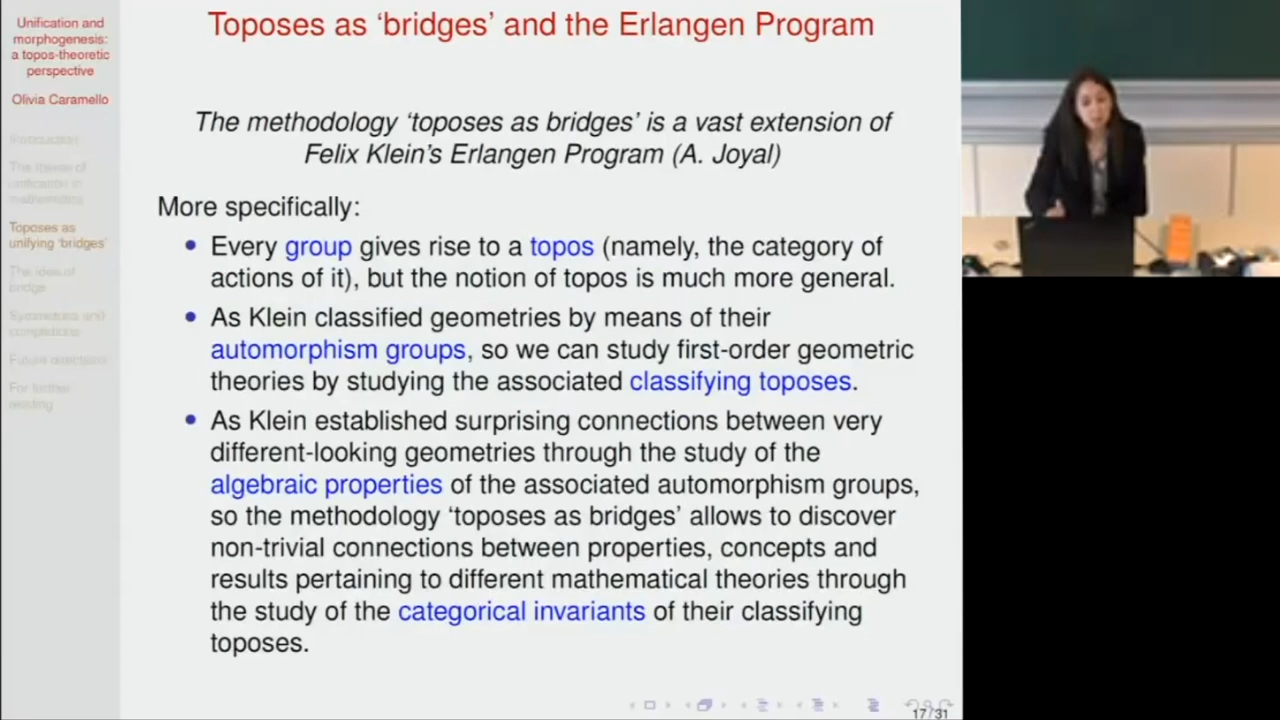 Unification and
morphogenesis:
a topos-theoretic
perspective
Olivia Caramello
Introduction
The theme of
unification in
mathematics
Toposes as
unifying ‘bridges’
The idea of
bridge
Symmetries and
completions
Future directions
For further
reading
Toposes as ‘bridges’ and the Erlangen Program
The methodology ‘toposes as bridges’ is a vast extension of
Felix Klein’s Erlangen Program (A. Joyal)
More specifically:
• Every group gives rise to a topos (namely, the category of
actions of it), but the notion of topos is much more general.
• As Klein classified geometries by means of their
automorphism groups, so we can study first-order geometric
theories by studying the associated classifying toposes.
• As Klein established surprising connections between very
different-looking geometries through the study of the
algebraic properties of the associated automorphism groups,
so the methodology ‘toposes as bridges’ allows to discover
non-trivial connections between properties, concepts and
results pertaining to different mathematical theories through
the study of the categorical invariants of their classifying
toposes.
17/31